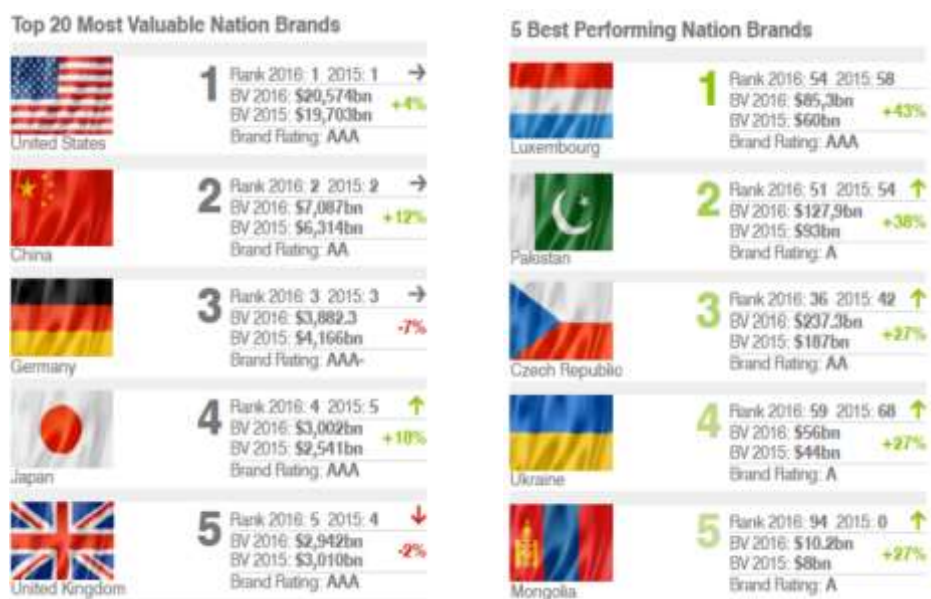 Top 20 Most Valuable Nation Brands
1
Rank 2016: 1 2015: 1
BV 2016: $20,574bn
BV 2015: $19,703bn
+4%
Brand Rating: AAA
United States
2
Rank 2016: 2 2015: 2
BV 2016: $7,087bn
BV 2015: $6,314bn
+12%
Brand Rating: AA
China
3
Rank 2016: 3 2015: 3
BV 2016: $3,882.3
BV 2015: $4,166bn
-7%
Brand Rating: AAA-
Germany
4
Rank 2016: 4 2015: 5
BV 2016: $3,002bn
BV 2015: $2,541bn
+18%
Brand Rating: AAA
Japan
5
Rank 2016: 5 2015: 4
BV 2016: $2,942bn
BV 2015: $3,010bn
-2%
Brand Rating: AAA
United Kingdom
5 Best Performing Nation Brands
1
Rank 2016: 54 2015: 58
BV 2016: $85,3bn
BV 2015: $60bn
+43%
Brand Rating: AAA
Luxembourg
2
Rank 2016: 51 2015: 54
BV 2016: $127,9bn
BV 2015: $93bn
+38%
Brand Rating: A
Pakistan
3
Rank 2016: 36 2015: 42
BV 2016: $237.3bn
BV 2015: $187bn
+27%
Brand Rating: AA
Czech Republic
4
Rank 2016: 59 2015: 68
BV 2016: $56bn
BV 2015: $44bn
+27%
Brand Rating: A
Ukraine
5
Rank 2016: 94 2015: 0
BV 2016: $10.2bn
BV 2015: $8bn
+27%
Brand Rating: A
Mongolia